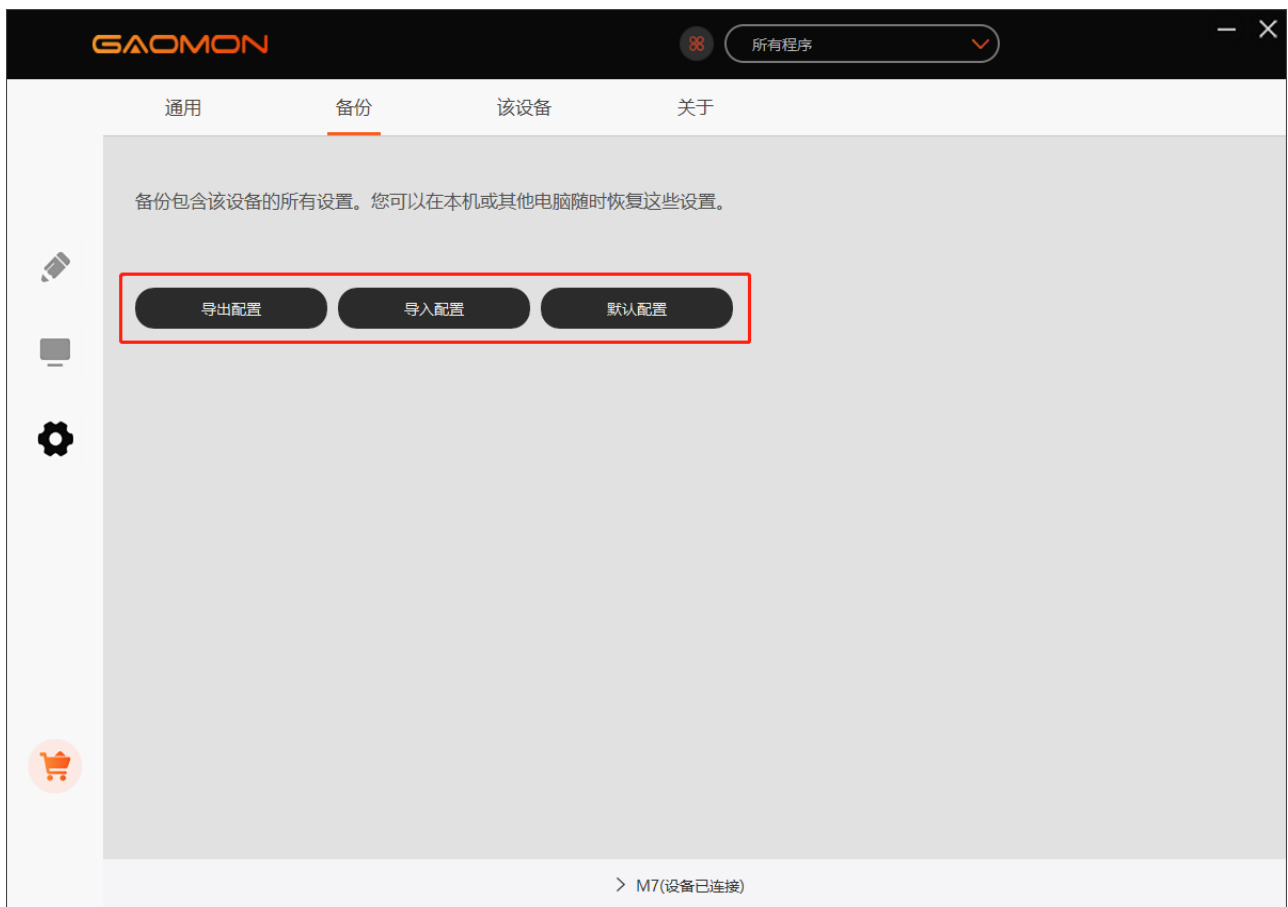 GAOMON
所有程序
通用 备份 该设备 关于
备份包含该设备的所有设置。您可以在本机或其他电脑随时恢复这些设置。
导出配置 导入配置 默认配置
M7(设备已连接)